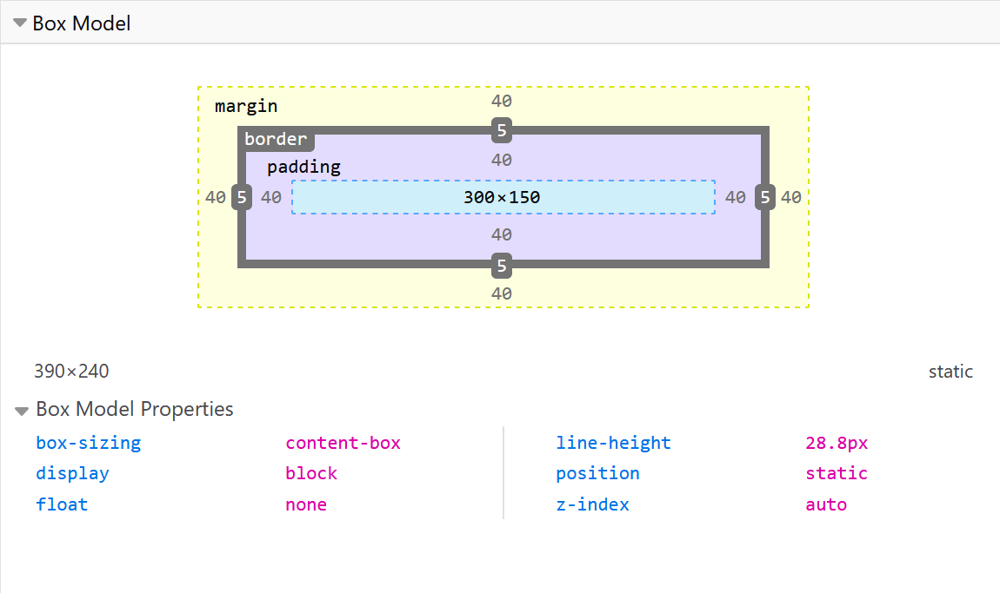 Box Model
40
margin
5
border
40
padding
40 5 40 300×150 40 5 40
40
5
40
390×240 static
Box Model Properties
box-sizing content-box line-height 28.8px
display block position static
float none z-index auto